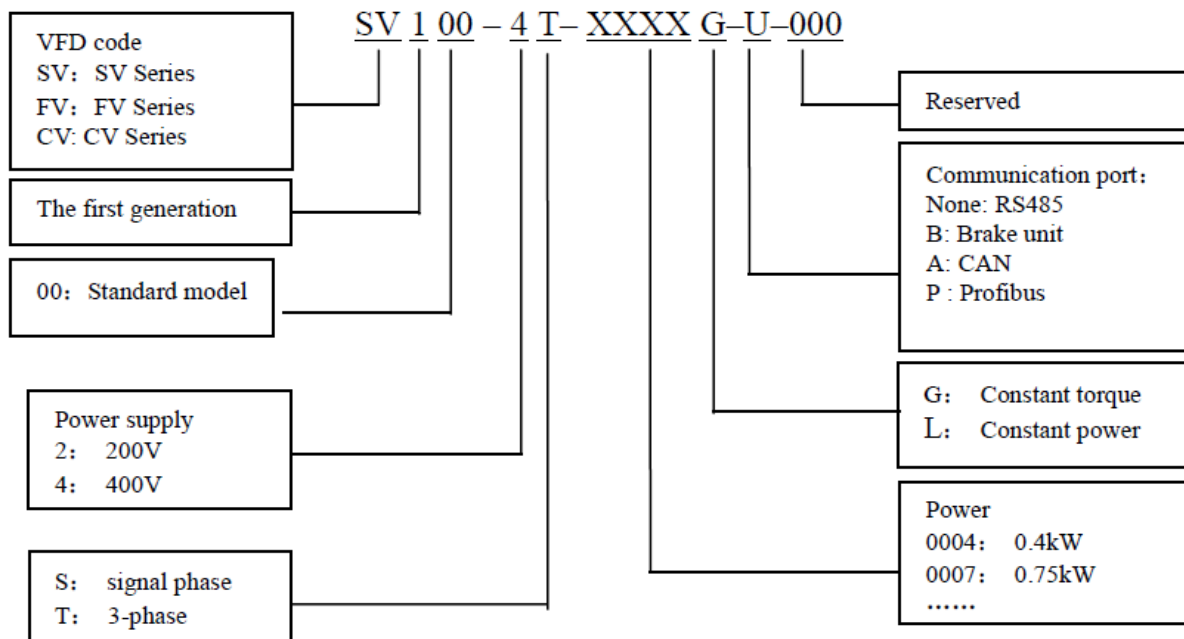 SV 1 00 – 4 T– XXXX G–U–000
VFD code
SV： SV Series
FV： FV Series
CV: CV Series
The first generation
00：Standard model
Power supply
2： 200V
4： 400V
S： signal phase
T： 3-phase
Reserved
Communication port：
None: RS485
B: Brake unit
A: CAN
P : Profibus
G： Constant torque
L： Constant power
Power
0004： 0.4kW
0007： 0.75kW
……